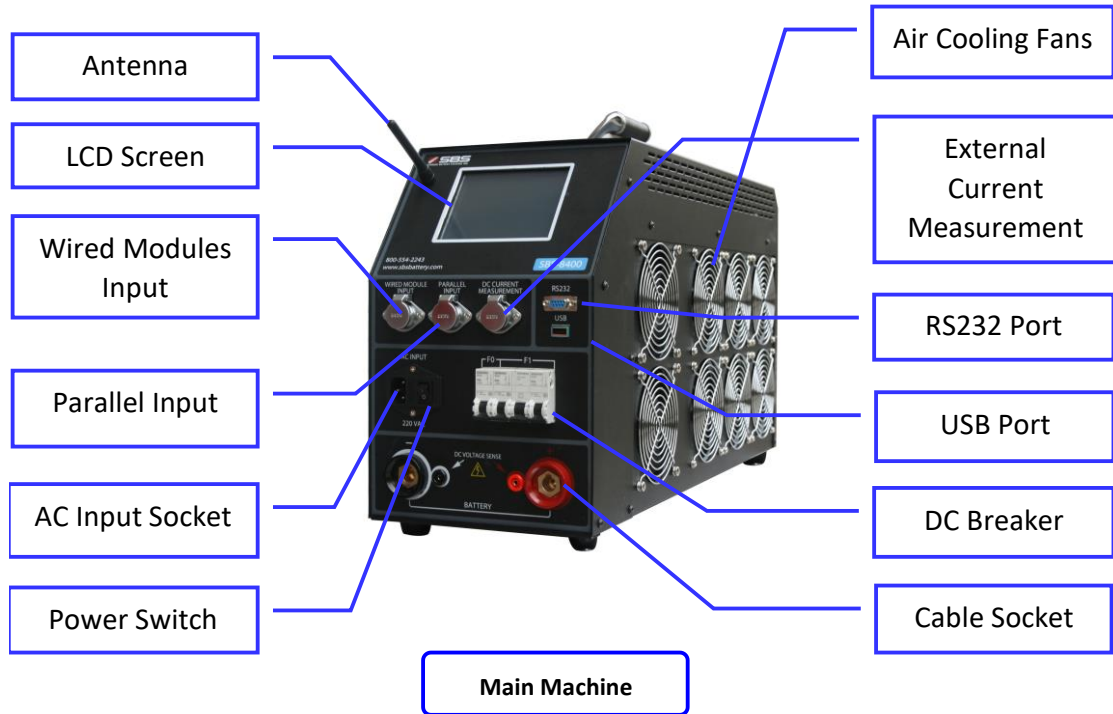 Antenna
LCD Screen
Wired Modules
Input
Parallel Input
AC Input Socket
Power Switch
Air Cooling Fans
External
Current
Measurement
RS232 Port
USB Port
DC Breaker
Cable Socket
Main Machine
SBS
800-554-2243
www.sbsbattery.com
WIRED MODULE
INPUT
PARALLEL
INPUT
DC CURRENT
MEASUREMENT
RS232
USB
F0
F1
AC INPUT
220 VAC
DC VOLTAGE SENSE
BATTERY